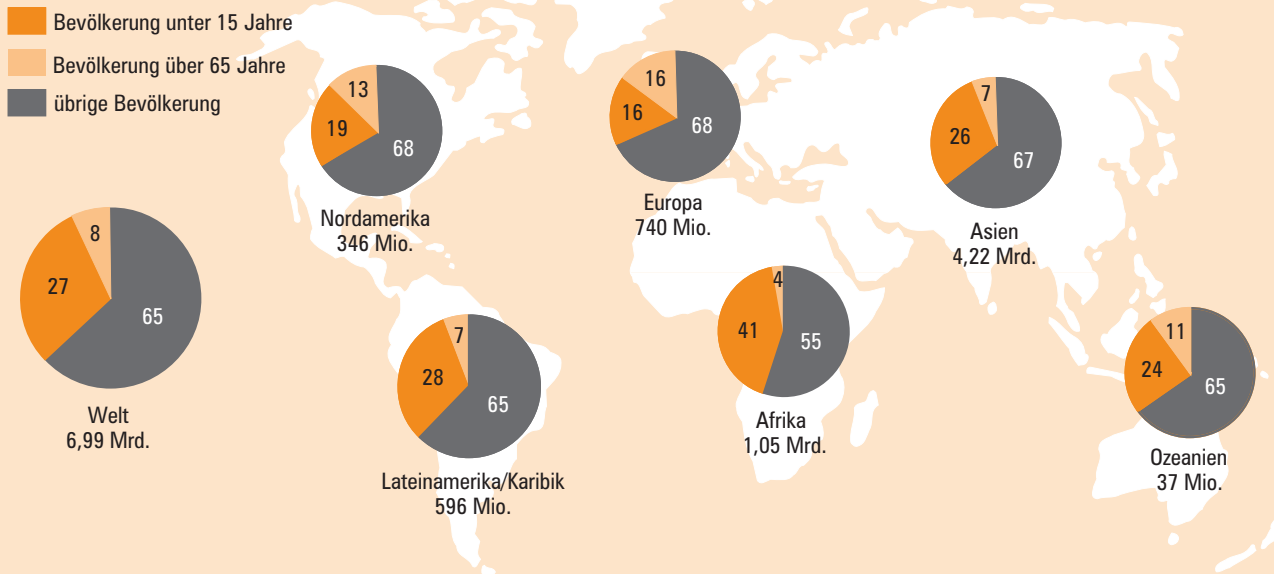 Bevölkerung unter 15 Jahre
Bevölkerung über 65 Jahre
übrige Bevölkerung
8
27
65
Welt
6,99 Mrd.
13
19
68
Nordamerika
346 Mio.
7
28
65
Lateinamerika/Karibik
596 Mio.
16
16
68
Europa
740 Mio.
4
41
55
Afrika
1,05 Mrd.
7
26
67
Asien
4,22 Mrd.
11
24
65
Ozeanien
37 Mio.